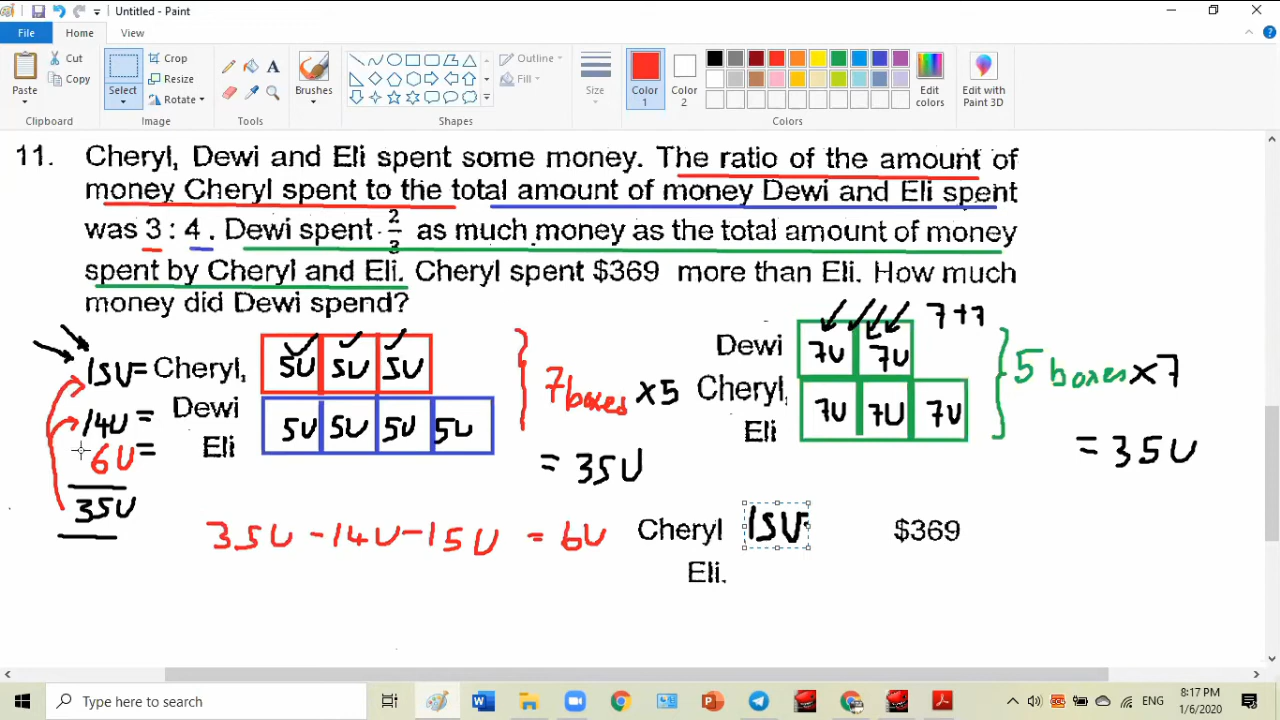 Untitled - Paint
File Home View
Paste Cut Copy Clipboard
Select Crop Resize Rotate Image
Tools
Brushes
Outline Fill Shapes
Size
Color 1
Color 2
Edit colors
Colors
Edit with Paint 3D
11. Cheryl, Dewi and Eli spent some money. The ratio of the amount of
money Cheryl spent to the total amount of money Dewi and Eli spent
was 3 : 4. Dewi spent 2/3 as much money as the total amount of money
spent by Cheryl and Eli. Cheryl spent $369 more than Eli. How much
money did Dewi spend?
15U= Cheryl, 5U 5U 5U
14U = Dewi
6U= Eli 5U 5U 5U 5U
35U
7 boxes x5
= 35U
35U - 14U - 15U = 6U
7+7
Dewi 7U 7U
Cheryl,
Eli 7U 7U 7U
5 boxes x7
= 35U
Cheryl 15U $369
Eli.
Type here to search
ENG
8:17 PM
1/6/2020